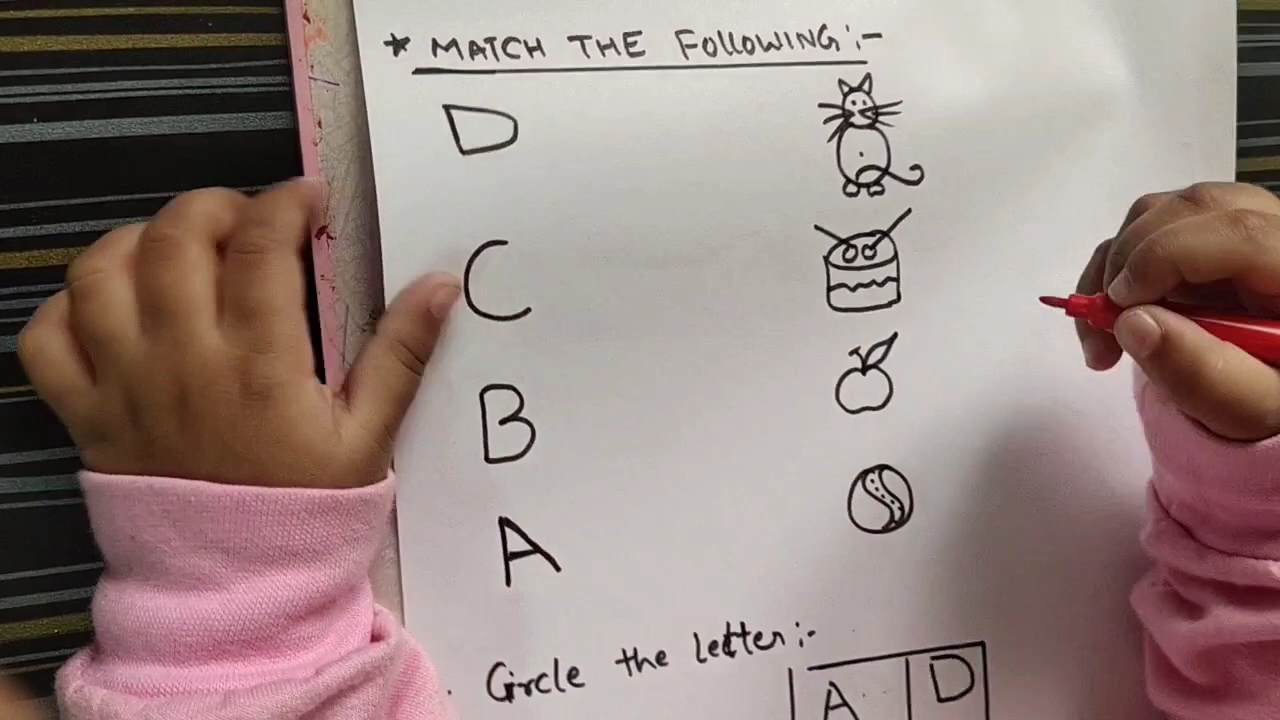 * MATCH THE FOLLOWING:-
D
C
B
A
Circle the letter:-
A D